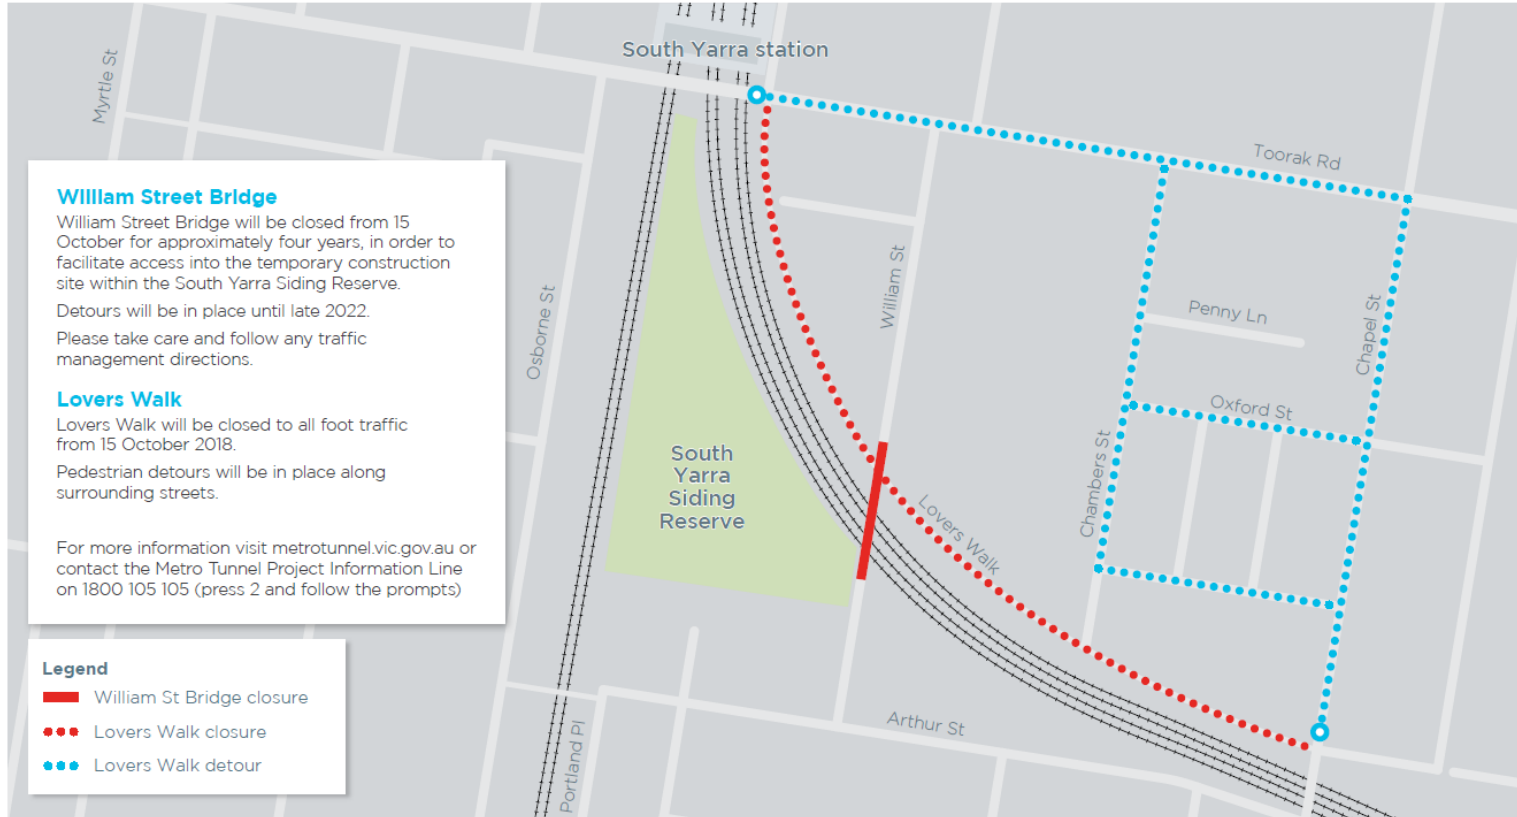 South Yarra station
Myrtle St
Toorak Rd
William Street Bridge
William Street Bridge will be closed from 15
October for approximately four years, in order to
facilitate access into the temporary construction
site within the South Yarra Siding Reserve.
Detours will be in place until late 2022.
Please take care and follow any traffic
management directions.
Lovers Walk
Lovers Walk will be closed to all foot traffic
from 15 October 2018.
Pedestrian detours will be in place along
surrounding streets.
For more information visit metrotunnel.vic.gov.au or
contact the Metro Tunnel Project Information Line
on 1800 105 105 (press 2 and follow the prompts)
Osborne St
William St
Penny Ln
Chapel St
Oxford St
Chambers St
South
Yarra
Siding
Reserve
Lovers Walk
Arthur St
Portland Pl
Legend
William St Bridge closure
Lovers Walk closure
Lovers Walk detour